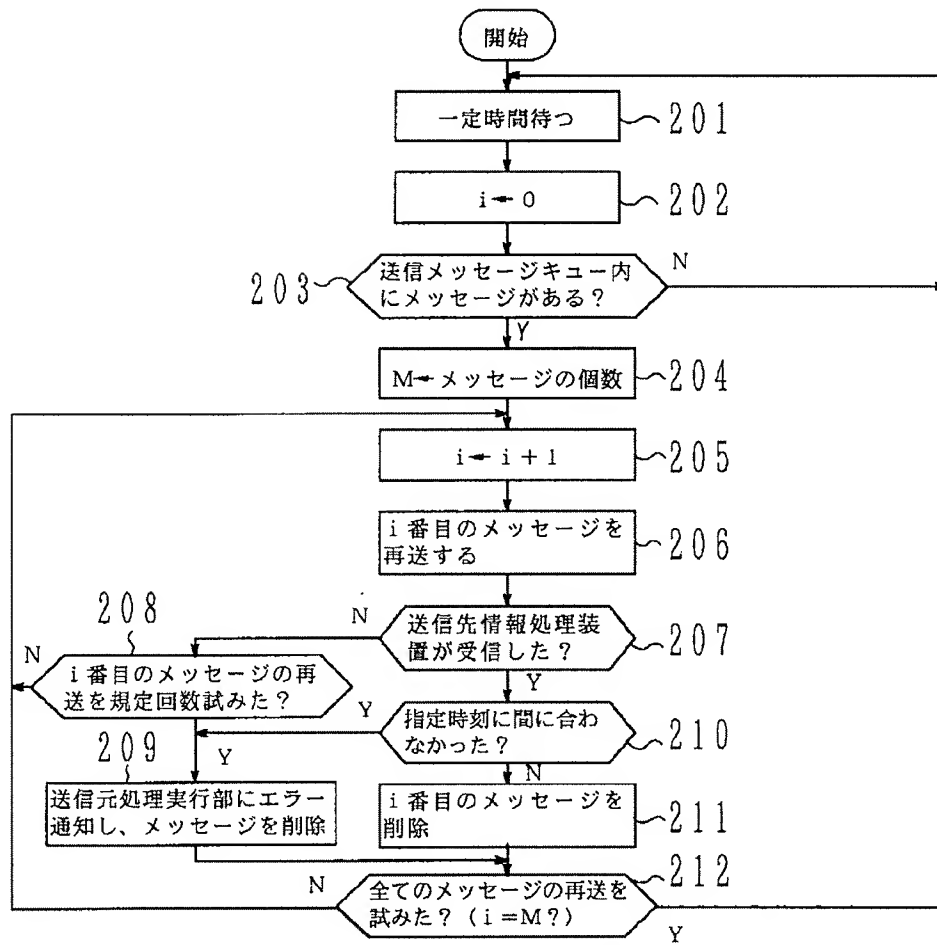 開始
一定時間待つ
201
i← 0
202
203
送信メッセージキュー内
にメッセージがある?
N
Y
M←メッセージの個数
204
i← i + 1
205
i 番目のメッセージを
再送する
206
208
N
送信先情報処理装
置が受信した?
207
N
i 番目のメッセージの再
送を規定回数試みた?
Y
Y
指定時刻に間に合わ
なかった?
210
209
Y
N
送信元処理実行部にエラー
通知し、メッセージを削除
i 番目のメッセージを
削除
211
212
N
全てのメッセージの再送を
試みた? ( i =M?)
Y